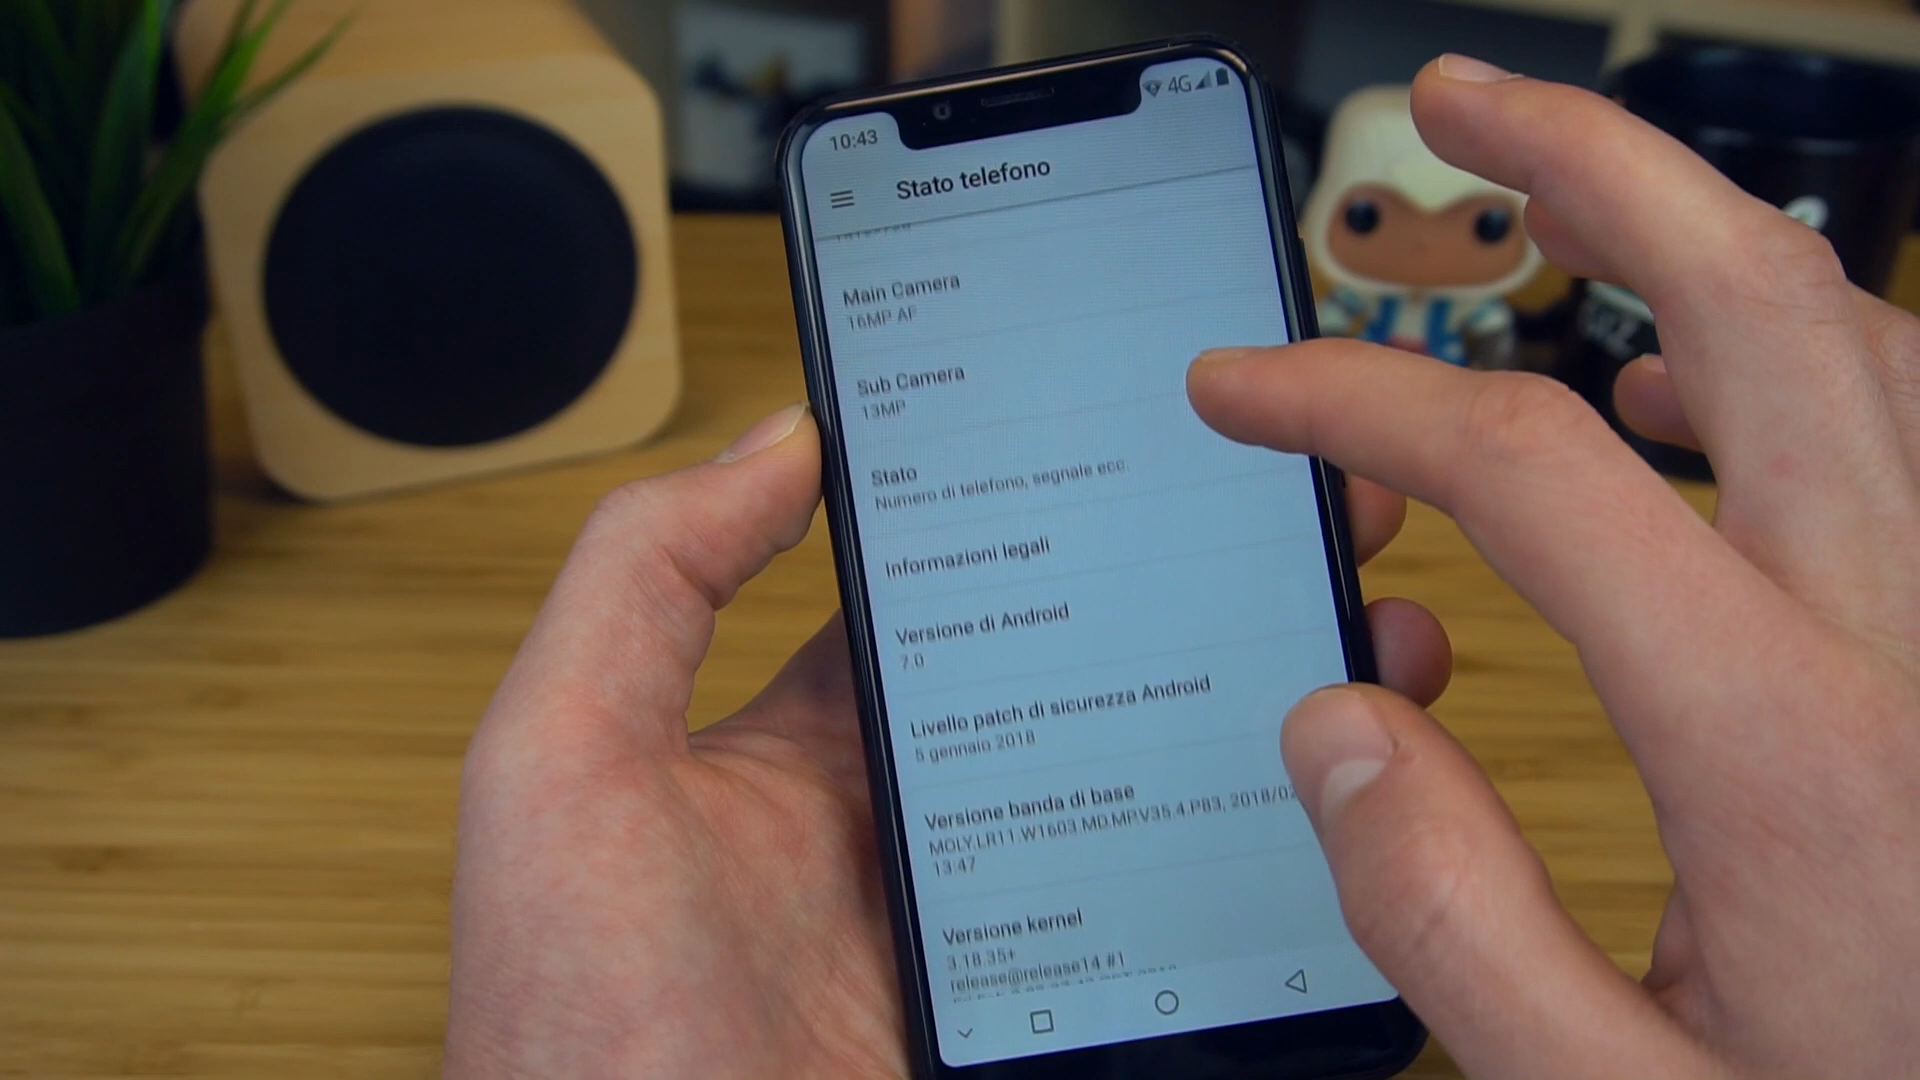 10:43
4G
Stato telefono
Main Camera
16MP AF
Sub Camera
13MP
Stato
Numero di telefono, segnale ecc.
Informazioni legali
Versione di Android
7.0
Livello patch di sicurezza Android
5 gennaio 2018
Versione banda di base
MOLY.LR11.W1603.MD.MP.V35.4.P83, 2018/02
13:47
Versione kernel
3.18.35+
release@release14 #1